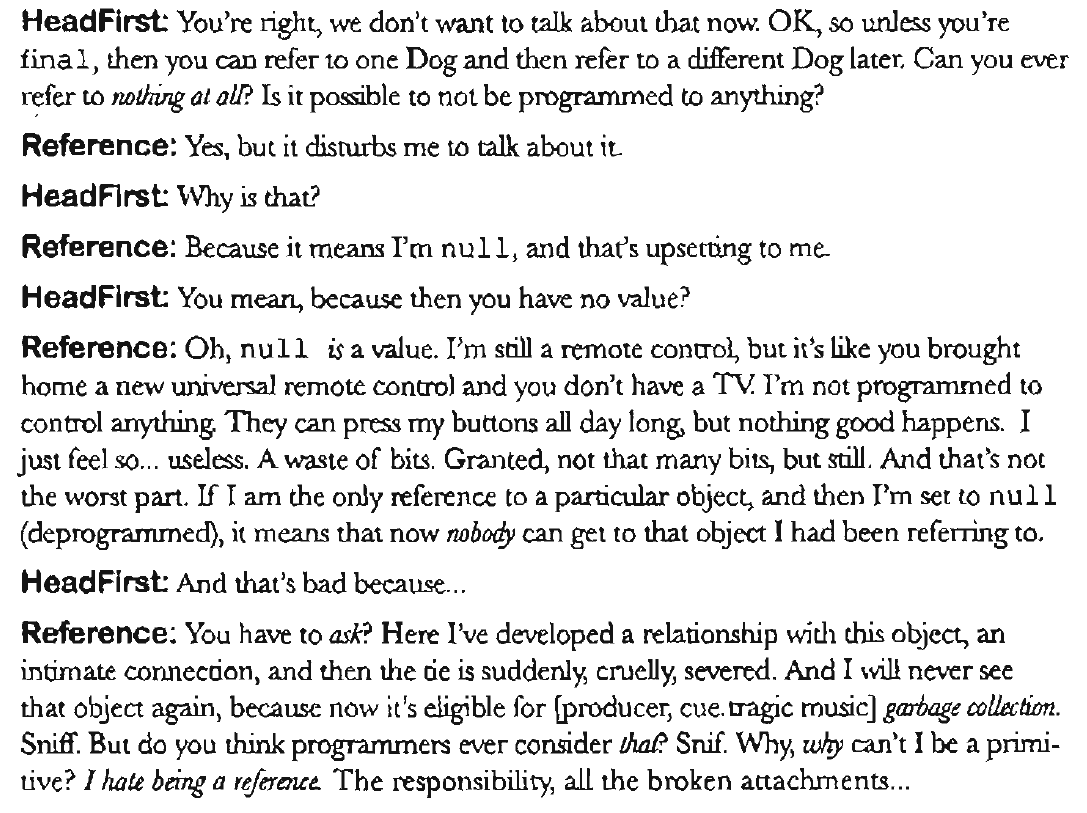 HeadFirst: You're right, we don't want to talk about that now. OK, so unless you're
final, then you can refer to one Dog and then refer to a different Dog later. Can you ever
refer to nothing at all? Is it possible to not be programmed to anything?
Reference: Yes, but it disturbs me to talk about it.
HeadFirst: Why is that?
Reference: Because it means I'm null, and that's upsetting to me.
HeadFirst: You mean, because then you have no value?
Reference: Oh, null is a value. I'm still a remote control, but it's like you brought
home a new universal remote control and you don't have a TV. I'm not programmed to
control anything. They can press my buttons all day long, but nothing good happens. I
just feel so... useless. A waste of bits. Granted, not that many bits, but still. And that's not
the worst part. If I am the only reference to a particular object, and then I'm set to null
(deprogrammed), it means that now nobody can get to that object I had been referring to.
HeadFirst: And that's bad because...
Reference: You have to ask? Here I've developed a relationship with this object, an
intimate connection, and then the tie is suddenly, cruelly, severed. And I will never see
that object again, because now it's eligible for [producer, cue tragic music] garbage collection.
Sniff. But do you think programmers ever consider that? Snif. Why, why can't I be a primi-
tive? I hate being a reference. The responsibility, all the broken attachments...